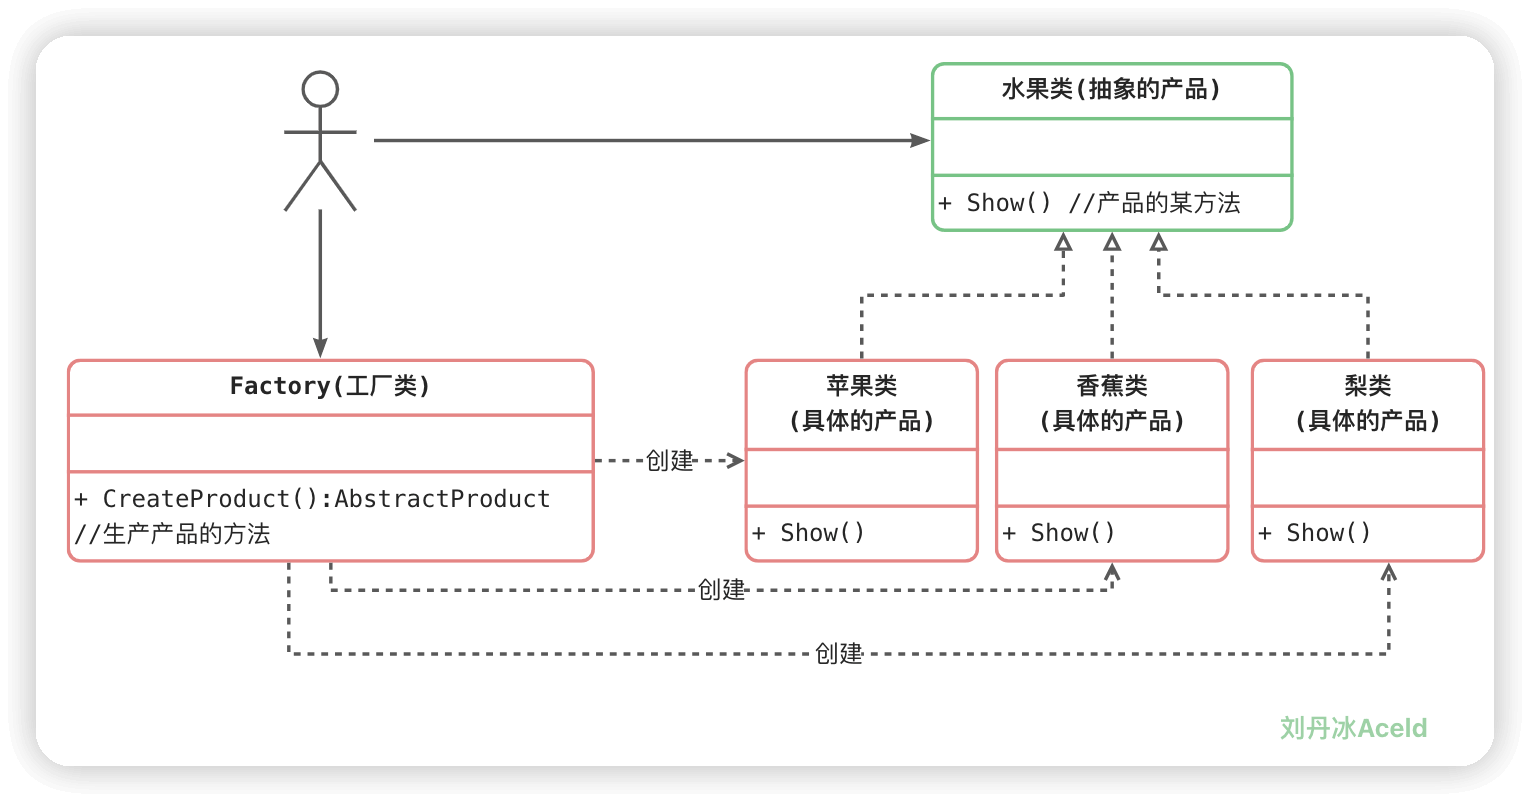 水果类(抽象的产品)
+ Show() //产品的某方法
Factory(工厂类)
+ CreateProduct():AbstractProduct
//生产产品的方法
苹果类
(具体的产品)
+ Show()
香蕉类
(具体的产品)
+ Show()
梨类
(具体的产品)
+ Show()
创建
创建
创建
刘丹冰Aceld